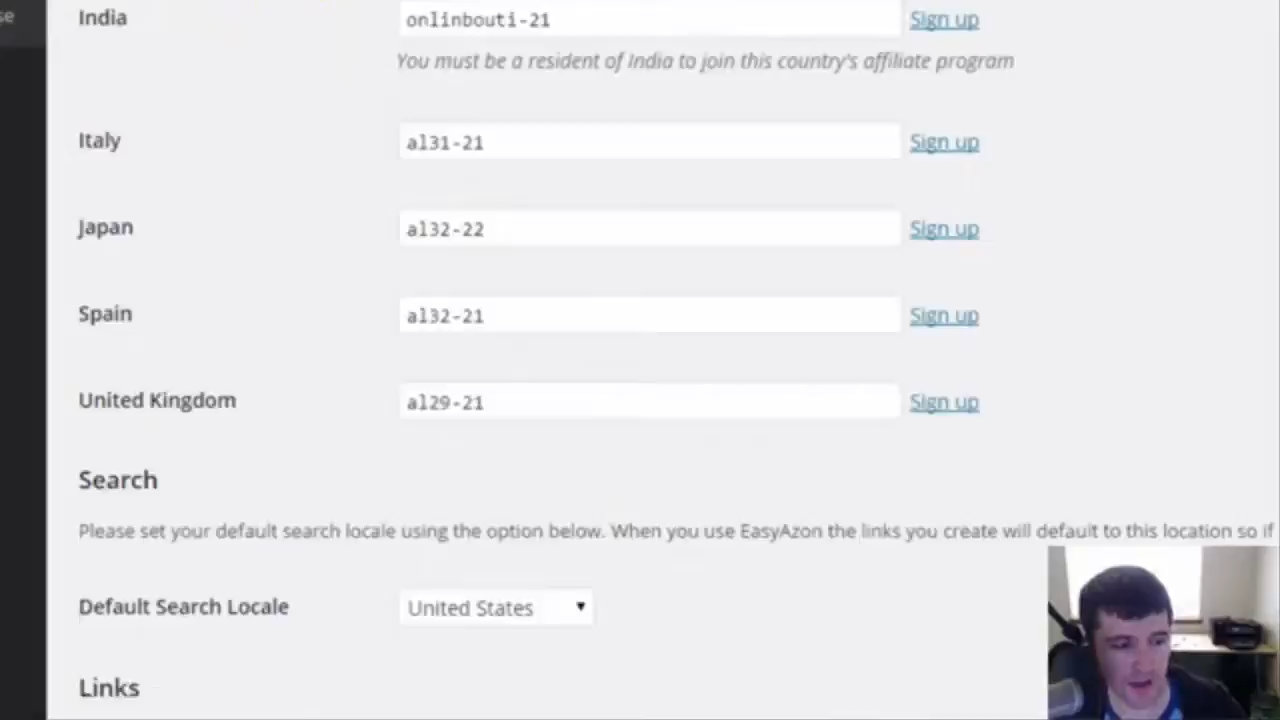 se
India
onlinbouti-21
Sign up
You must be a resident of India to join this country's affiliate program
Italy
al31-21
Sign up
Japan
al32-22
Sign up
Spain
al32-21
Sign up
United Kingdom
al29-21
Sign up
Search
Please set your default search locale using the option below. When you use EasyAzon the links you create will default to this location so if
Default Search Locale
United States
Links